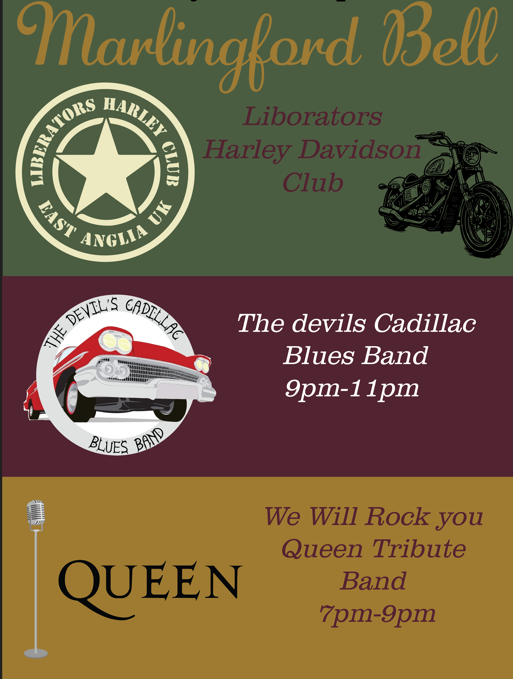 Marlingford Bell
LIBERATORS HARLEY CLUB
EAST ANGLIA UK
Liborators
Harley Davidson
Club
THE DEVIL'S CADILLAC
BLUES BAND
The devils Cadillac
Blues Band
9pm-11pm
QUEEN
We Will Rock you
Queen Tribute
Band
7pm-9pm